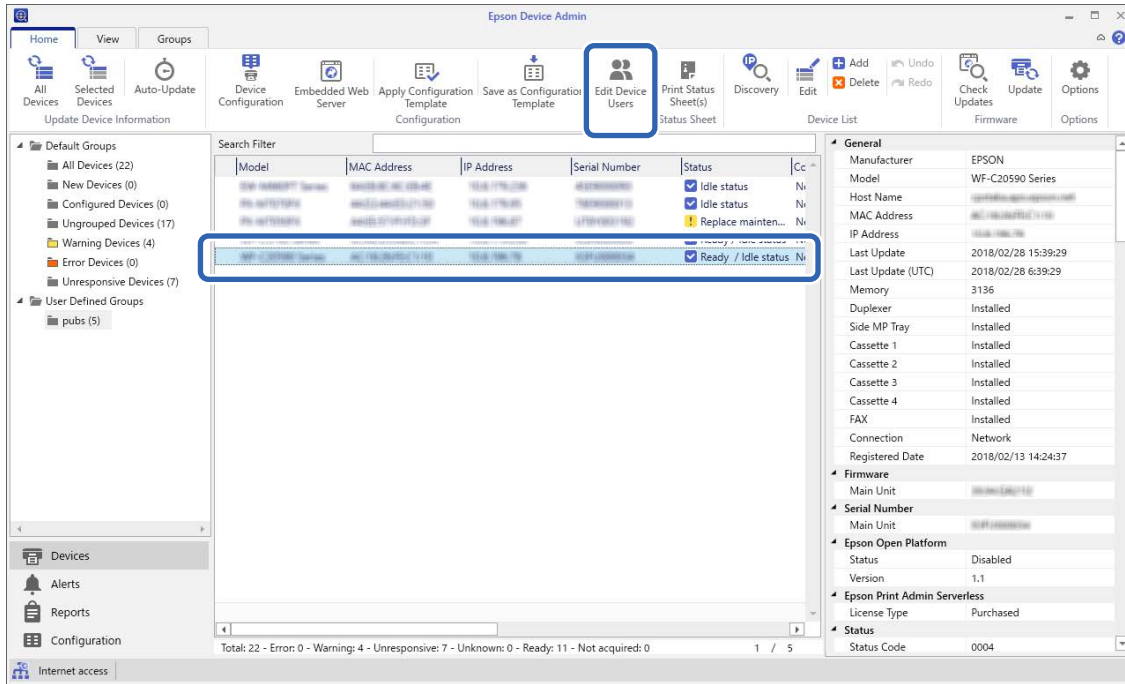 Epson Device Admin
Home View Groups
All Devices
Selected Devices
Auto-Update
Update Device Information
Device Configuration
Embedded Web Server
Apply Configuration Template
Save as Configuration Template
Edit Device Users
Configuration
Print Status Sheet(s)
Status Sheet
IP
Discovery
Edit
Add
Delete
Undo
Redo
Device List
Check Updates
Update
Firmware
Options
Options
Default Groups
All Devices (22)
New Devices (0)
Configured Devices (0)
Ungrouped Devices (17)
Warning Devices (4)
Error Devices (0)
Unresponsive Devices (7)
User Defined Groups
pubs (5)
Devices
Alerts
Reports
Configuration
Search Filter
Model MAC Address IP Address Serial Number Status
Idle status
Idle status
Replace mainten...
Ready / Idle status
Total: 22 - Error: 0 - Warning: 4 - Unresponsive: 7 - Unknown: 0 - Ready: 11 - Not acquired: 0 1 / 5
General
Manufacturer EPSON
Model WF-C20590 Series
Host Name
MAC Address
IP Address
Last Update 2018/02/28 15:39:29
Last Update (UTC) 2018/02/28 6:39:29
Memory 3136
Duplexer Installed
Side MP Tray Installed
Cassette 1 Installed
Cassette 2 Installed
Cassette 3 Installed
Cassette 4 Installed
FAX Installed
Connection Network
Registered Date 2018/02/13 14:24:37
Firmware
Main Unit
Serial Number
Main Unit
Epson Open Platform
Status Disabled
Version 1.1
Epson Print Admin Serverless
License Type Purchased
Status
Status Code 0004
Internet access